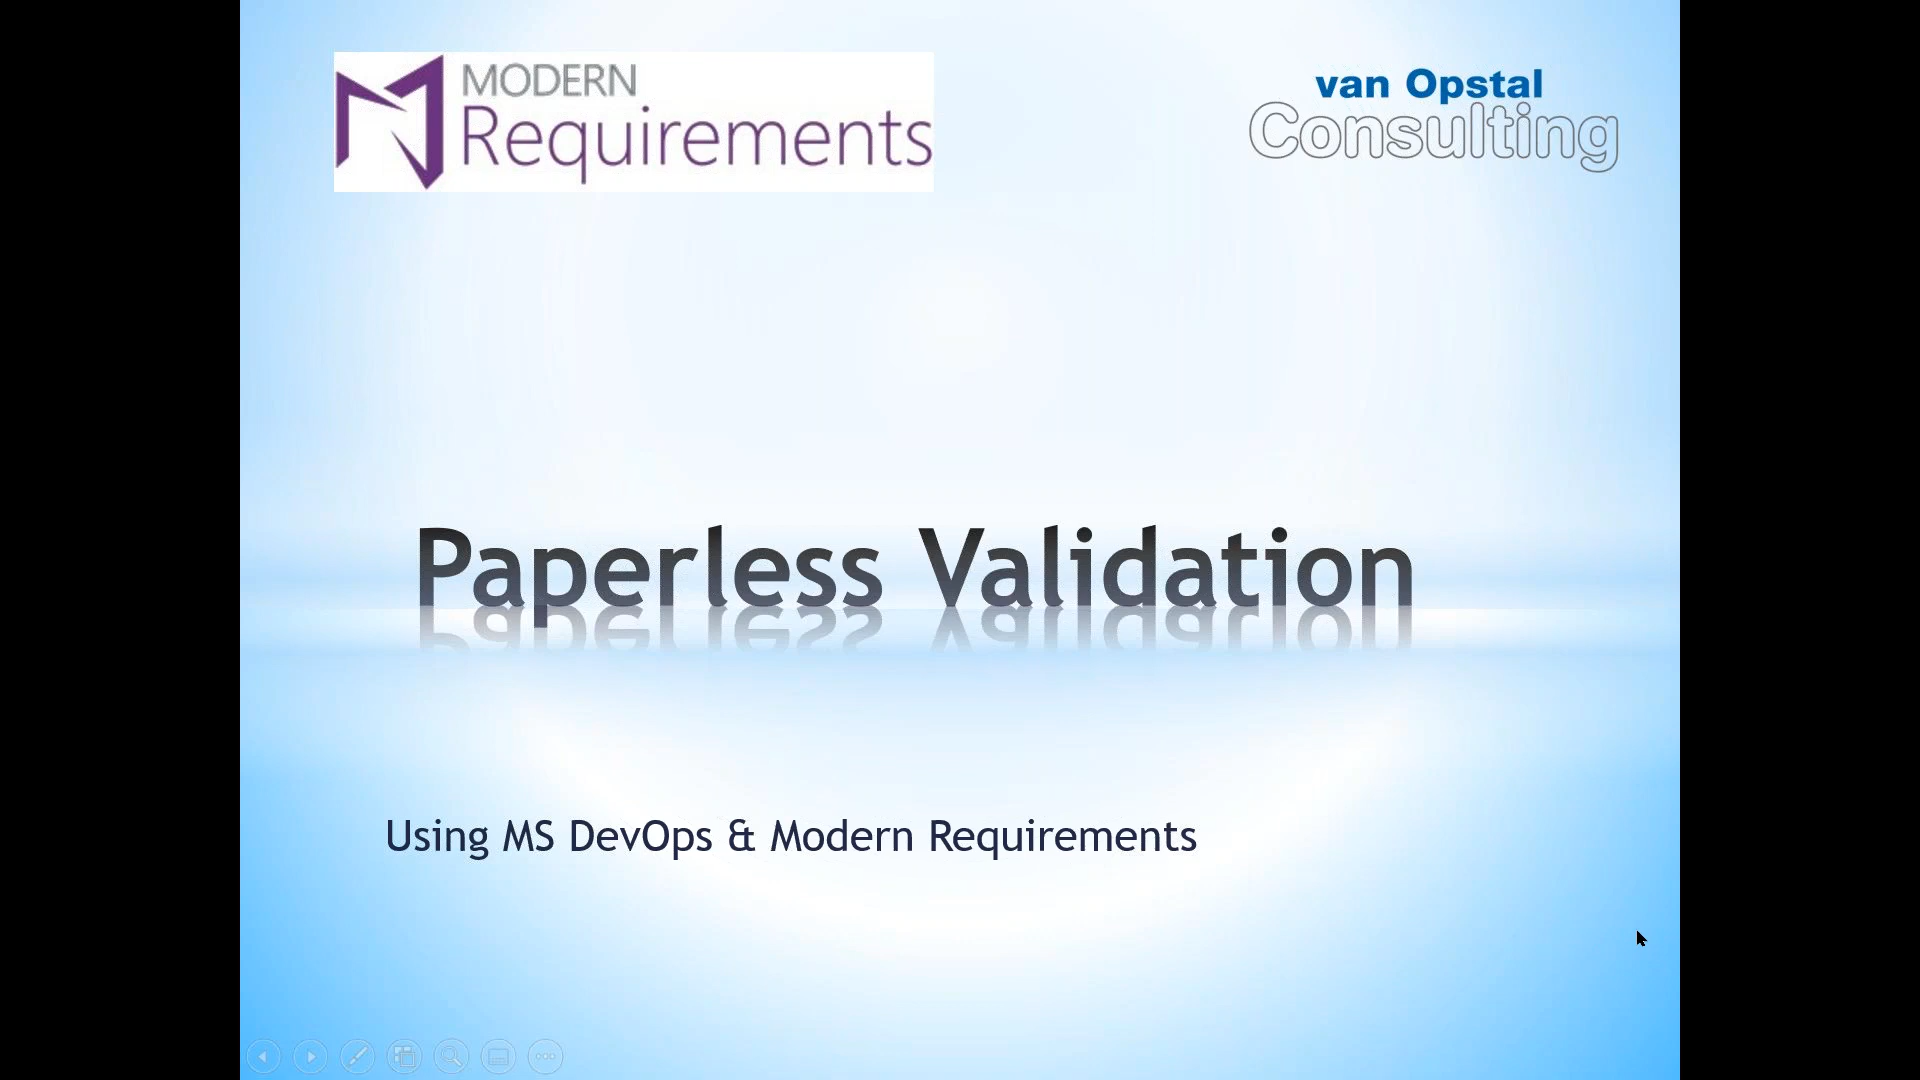 MODERN
Requirements
van Opstal
Consulting
Paperless Validation
Using MS DevOps & Modern Requirements